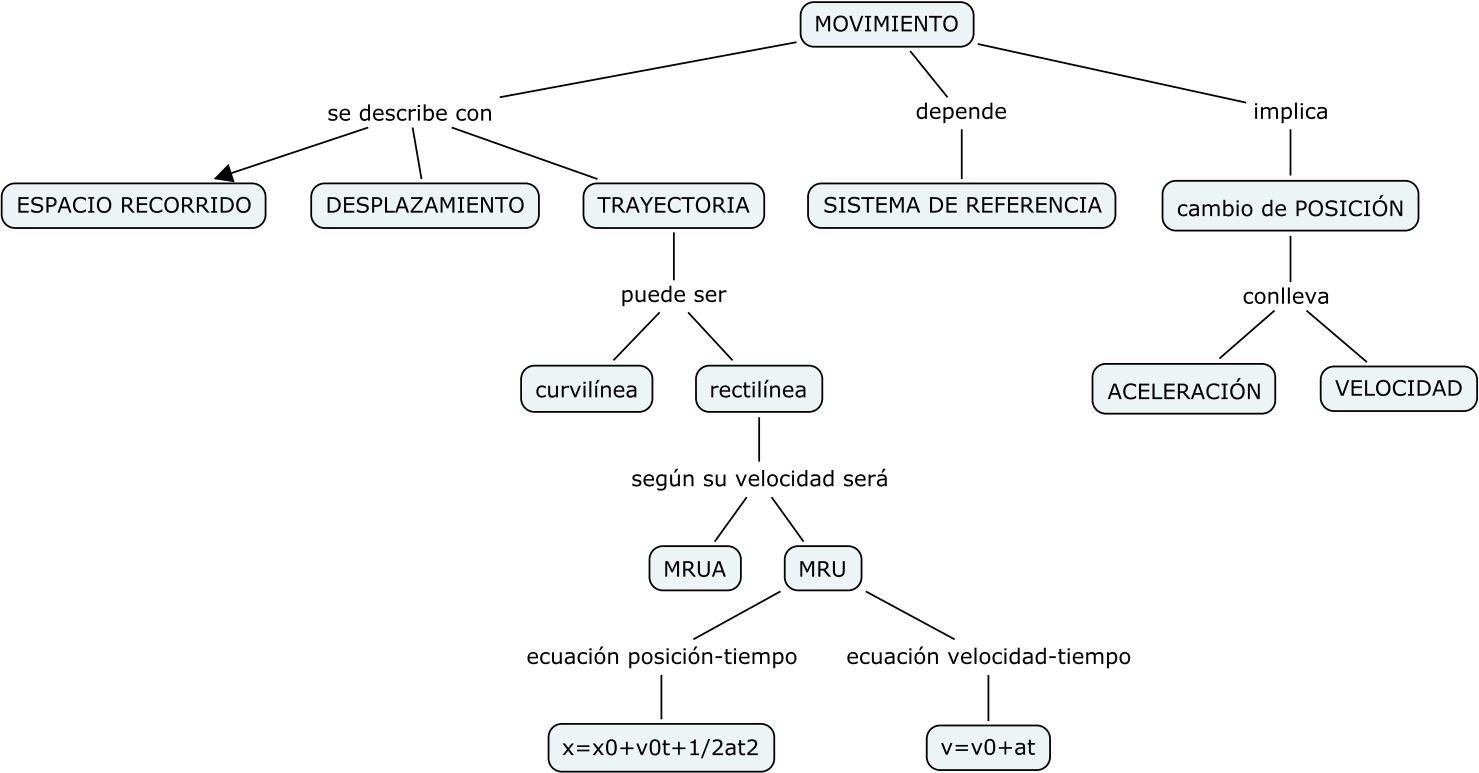 MOVIMIENTO
se describe con
depende
implica
ESPACIO RECORRIDO
DESPLAZAMIENTO
TRAYECTORIA
SISTEMA DE REFERENCIA
cambio de POSICIÓN
puede ser
conlleva
curvilínea
rectilínea
ACELERACIÓN
VELOCIDAD
según su velocidad será
MRUA
MRU
ecuación posición-tiempo
ecuación velocidad-tiempo
x=x0+v0t+1/2at2
v=v0+at